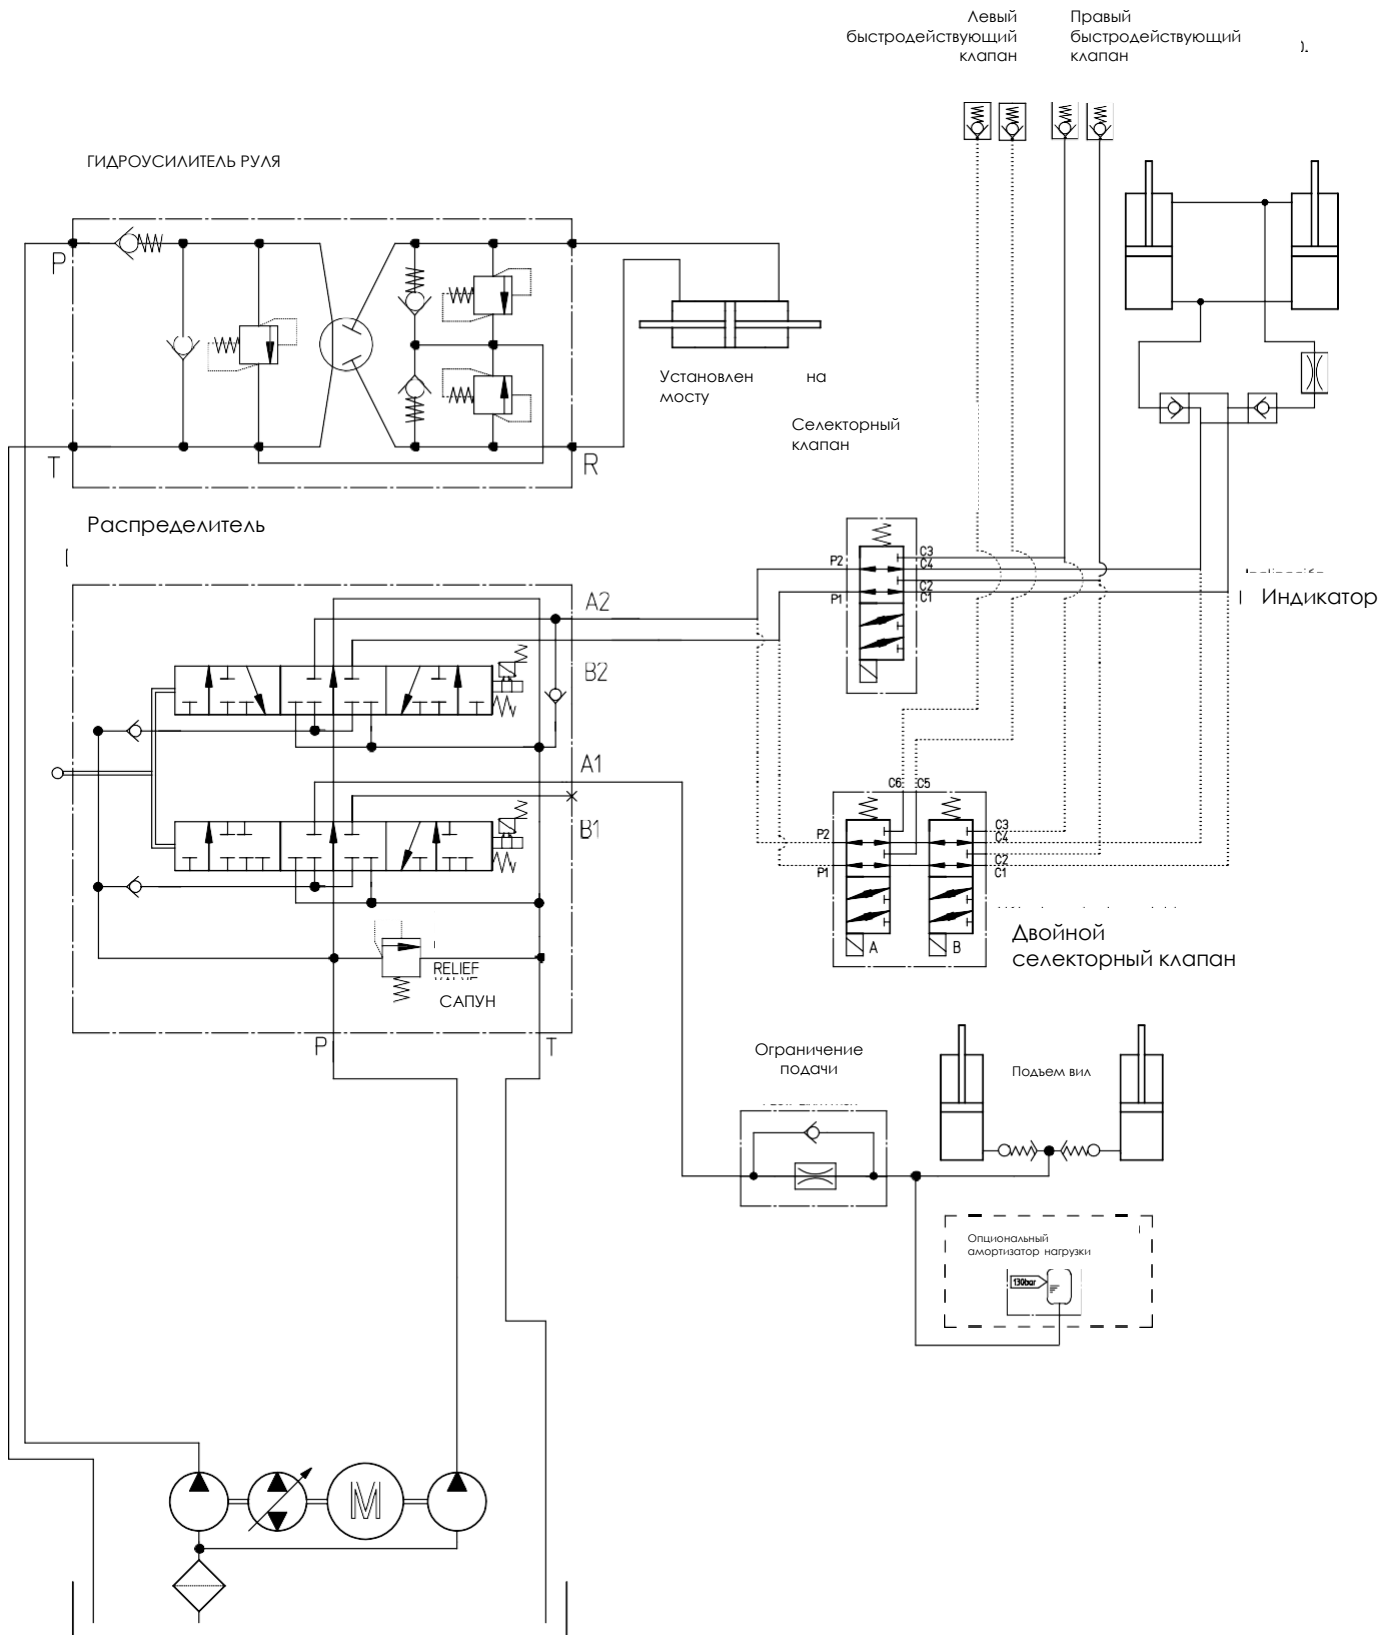 Левый
быстродействующий
клапан
Правый
быстродействующий
клапан
ГИДРОУСИЛИТЕЛЬ РУЛЯ
P
T
R
Установлен на
мосту
Селекторный
клапан
Распределитель
A2
B2
A1
B1
P2
P1
C3
C4
C2
C1
Индикатор
C6
C5
P2
P1
C3
C4
C2
C1
A
B
Двойной
селекторный клапан
RELIEF
САПУН
P
T
Ограничение
подачи
Подъем вил
Опциональный
амортизатор нагрузки
130bar
M